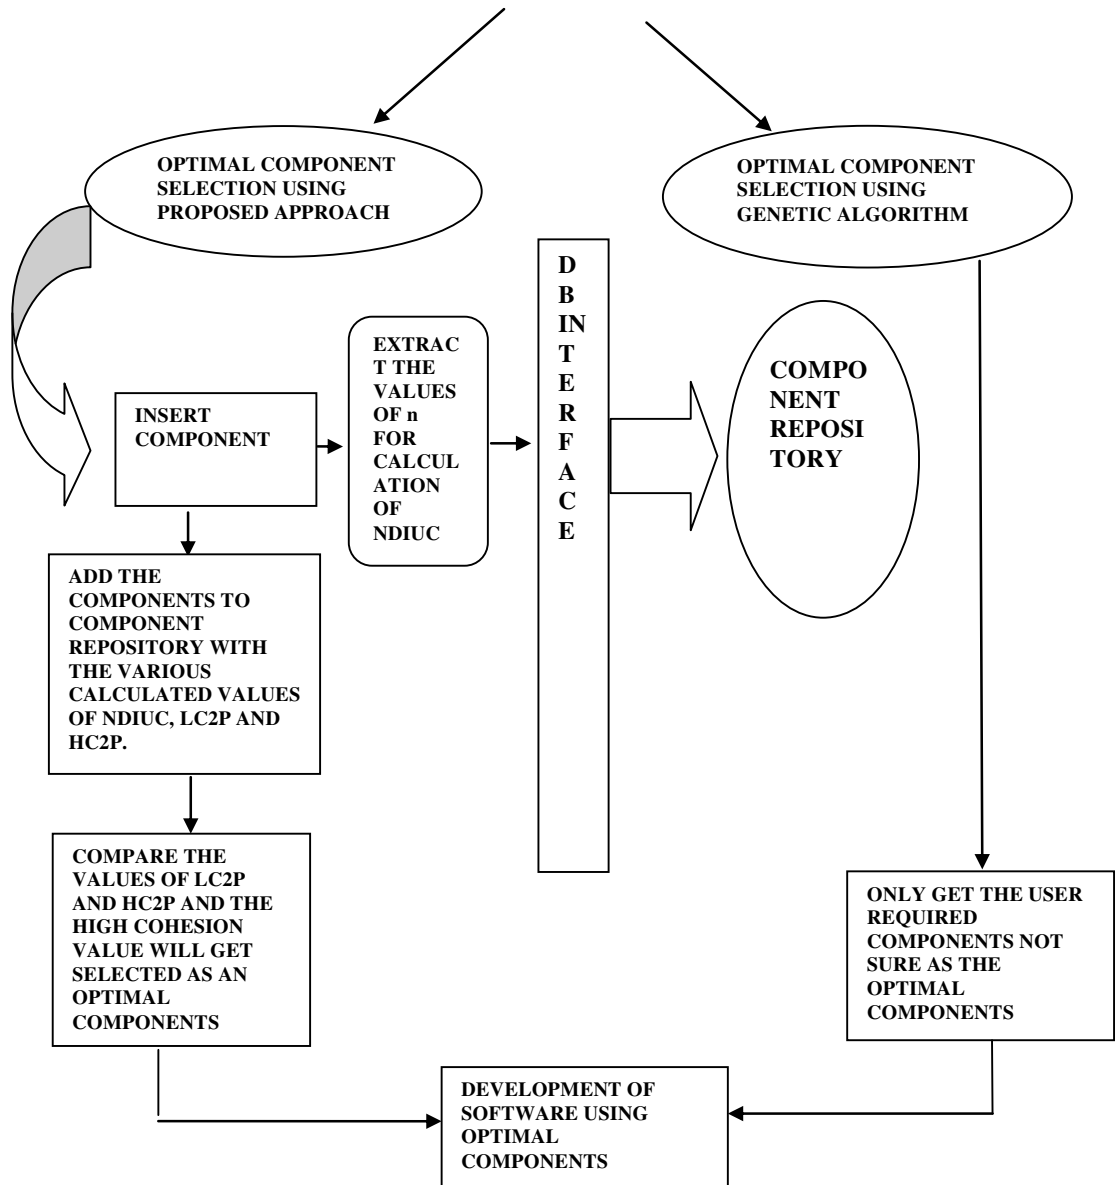 OPTIMAL COMPONENT
SELECTION USING
PROPOSED APPROACH
OPTIMAL COMPONENT
SELECTION USING
GENETIC ALGORITHM
INSERT
COMPONENT
EXTRAC
T THE
VALUES
OF n
FOR
CALCUL
ATION
OF
NDIUC
D
B
IN
T
E
R
F
A
C
E
COMPO
NENT
REPOSI
TORY
ADD THE
COMPONENTS TO
COMPONENT
REPOSITORY WITH
THE VARIOUS
CALCULATED VALUES
OF NDIUC, LC2P AND
HC2P.
COMPARE THE
VALUES OF LC2P
AND HC2P AND THE
HIGH COHESION
VALUE WILL GET
SELECTED AS AN
OPTIMAL
COMPONENTS
ONLY GET THE USER
REQUIRED
COMPONENTS NOT
SURE AS THE
OPTIMAL
COMPONENTS
DEVELOPMENT OF
SOFTWARE USING
OPTIMAL
COMPONENTS